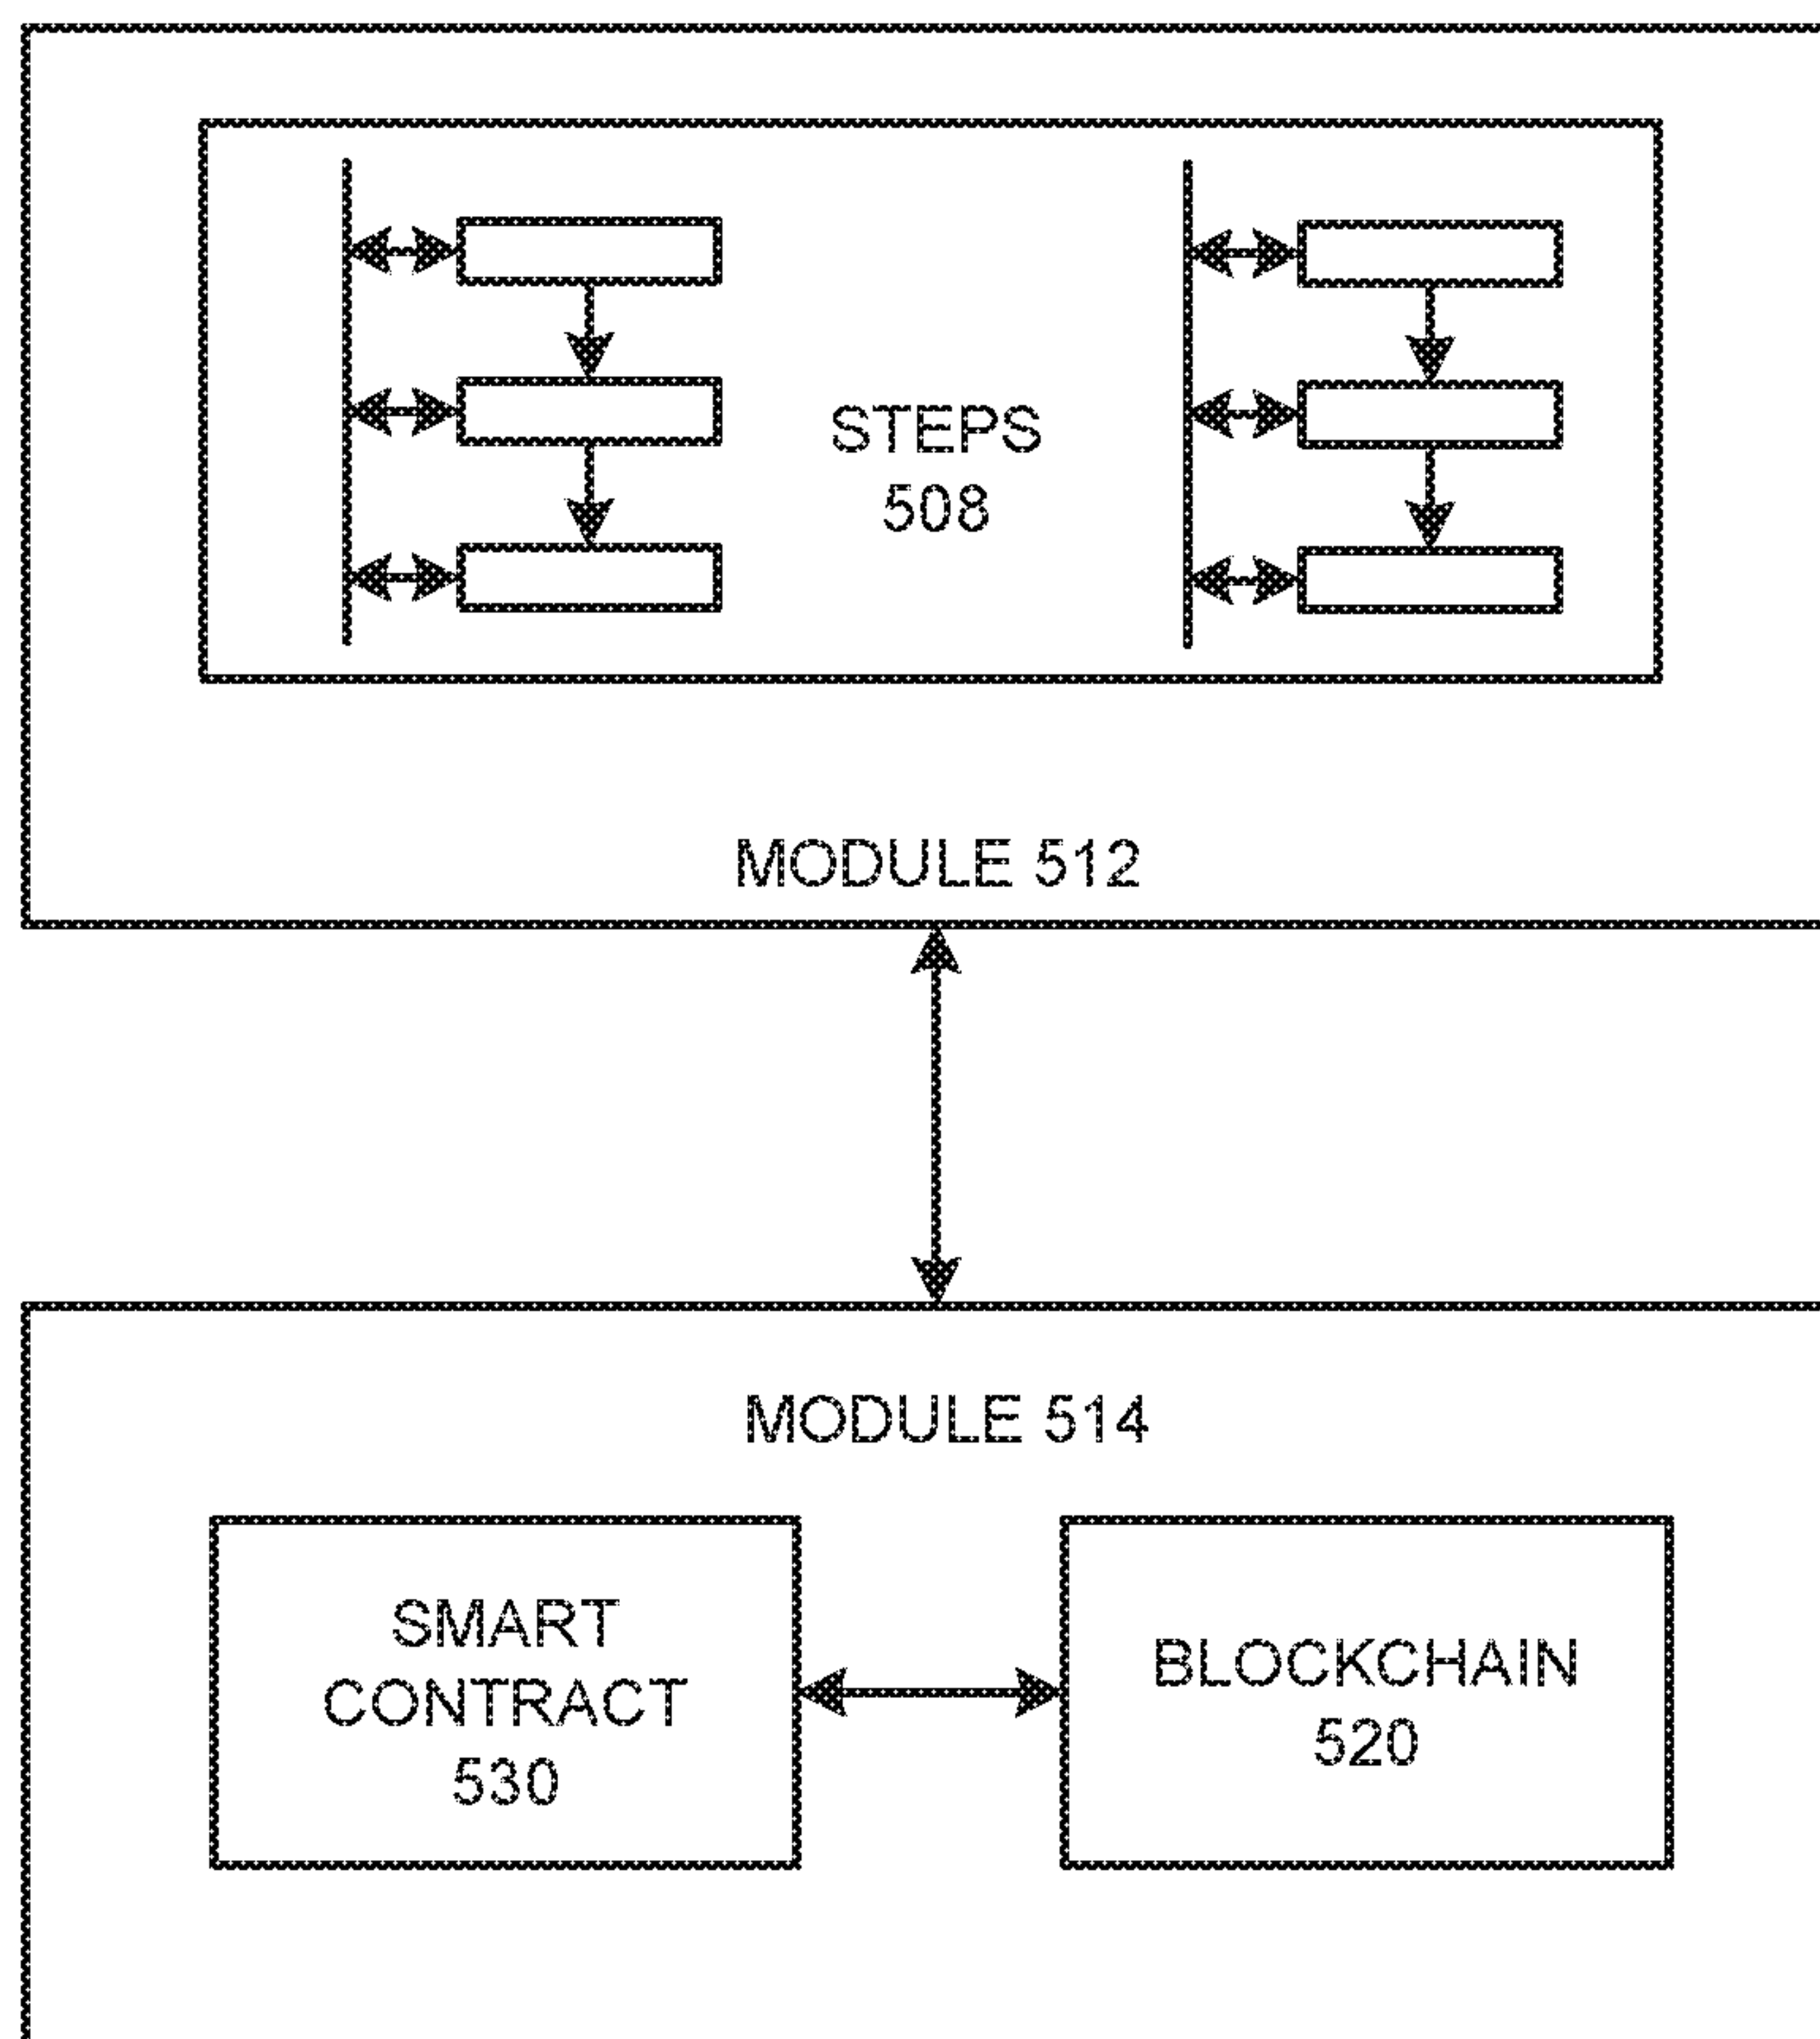 STEPS
508
MODULE 512
MODULE 514
SMART
CONTRACT
530
BLOCKCHAIN
520